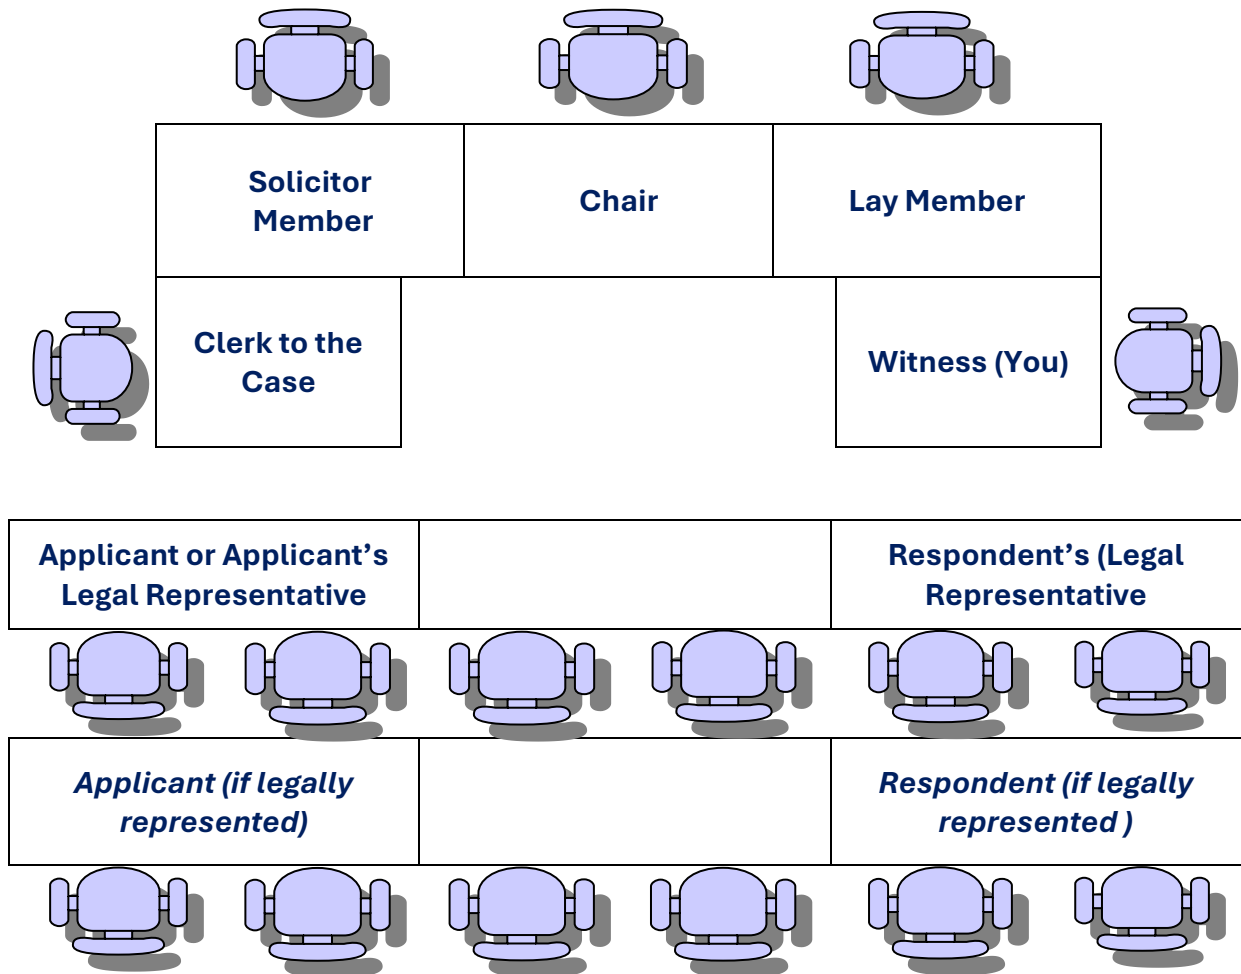 Solicitor
Member
Chair
Lay Member
Clerk to the
Case
Witness (You)
Applicant or Applicant’s
Legal Representative
Respondent’s (Legal
Representative
Applicant (if legally
represented)
Respondent (if legally
represented )